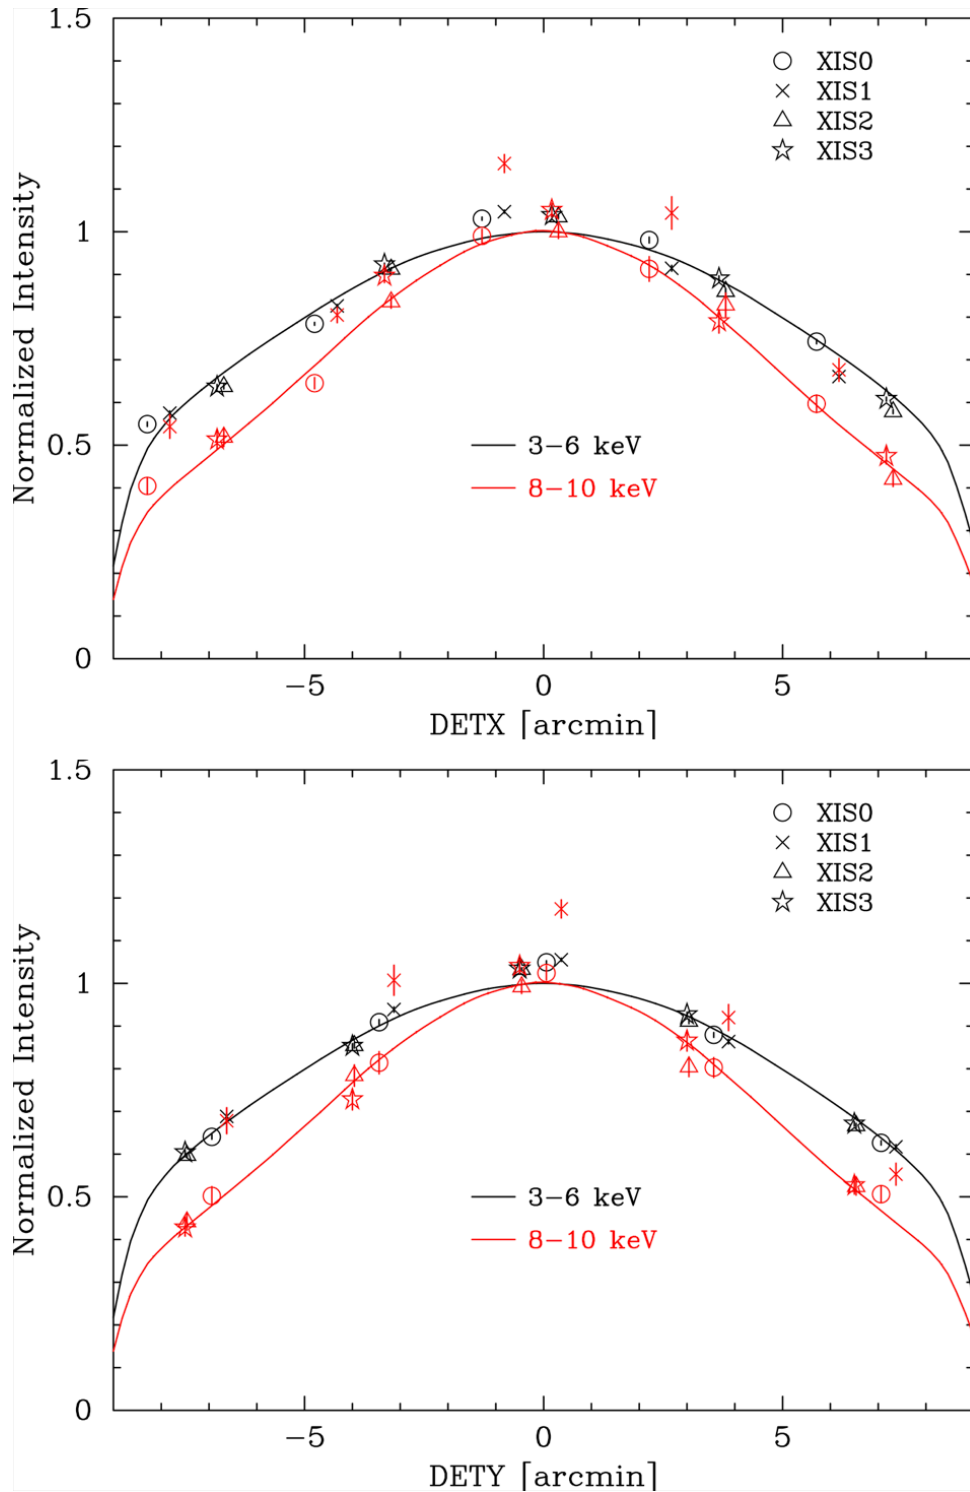 1.5
XIS0
XIS1
XIS2
XIS3
1
Normalized Intensity
0.5
3−6 keV
8−10 keV
0
−5 0 5
DETX [arcmin]
1.5
XIS0
XIS1
XIS2
XIS3
1
Normalized Intensity
0.5
3−6 keV
8−10 keV
0
−5 0 5
DETY [arcmin]